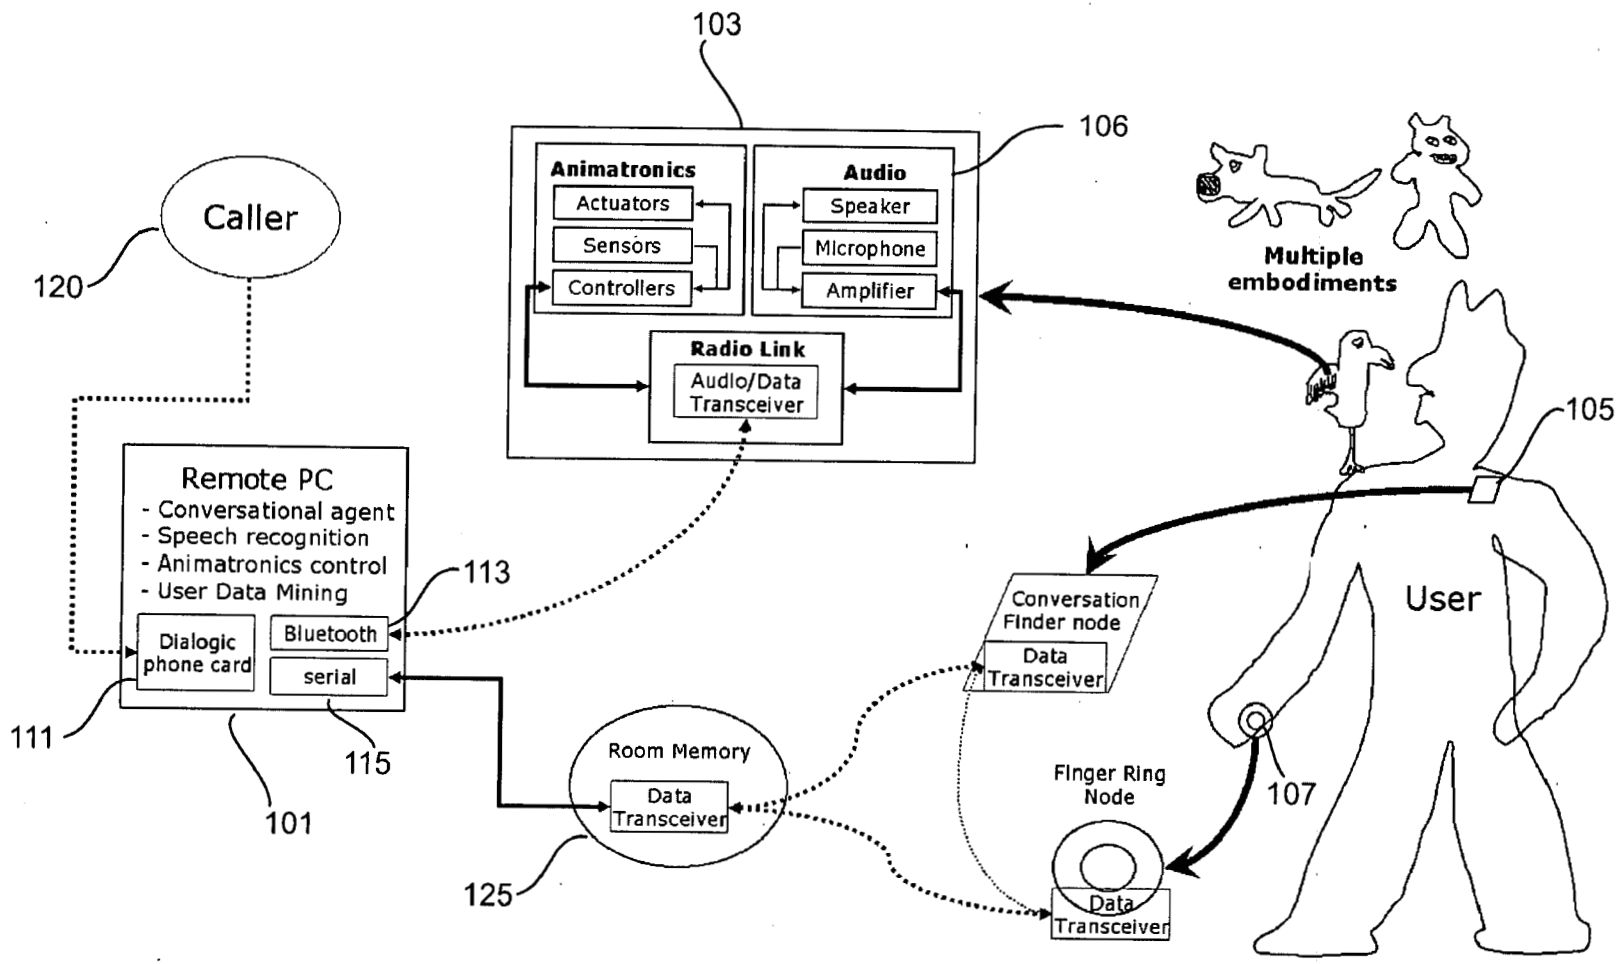 103
106
Animatronics
Actuators
Sensors
Controllers
Audio
Speaker
Microphone
Amplifier
Radio Link
Audio/Data
Transceiver
Caller
120
Multiple
embodiments
105
Remote PC
- Conversational agent
- Speech recognition
- Animatronics control
- User Data Mining
113
Dialogic
phone card
Bluetooth
serial
111
115
101
Conversation
Finder node
Data
Transceiver
User
Room Memory
Data
Transceiver
125
Finger Ring
Node
107
Data
Transceiver